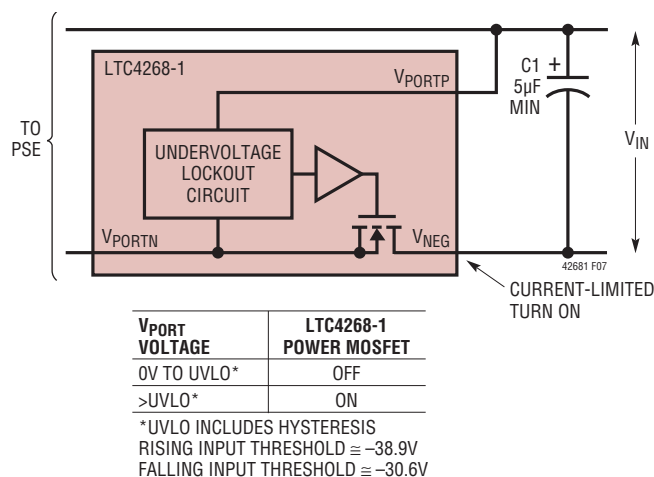 LTC4268-1
VPORTP
C1 +
5µF
MIN
TO
PSE
VIN
UNDERVOLTAGE
LOCKOUT
CIRCUIT
VPORTN
VNEG
42681 F07
CURRENT-LIMITED
TURN ON
VPORT
VOLTAGE
LTC4268-1
POWER MOSFET
0V TO UVLO* OFF
>UVLO* ON
*UVLO INCLUDES HYSTERESIS
RISING INPUT THRESHOLD ≅ –38.9V
FALLING INPUT THRESHOLD ≅ –30.6V